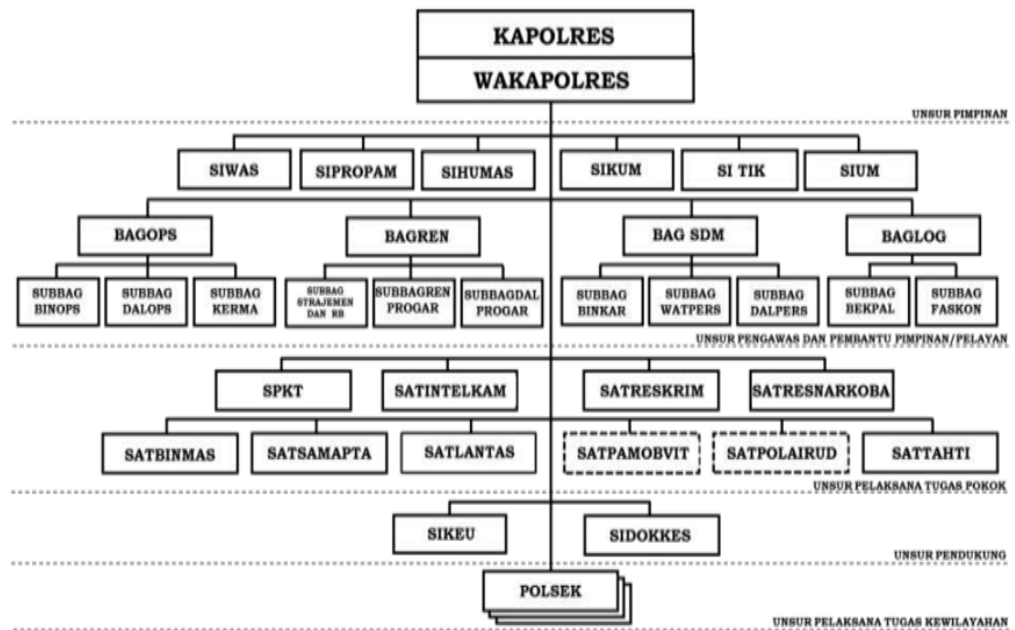 KAPOLRES
WAKAPOLRES
UNSUR PIMPINAN
SIWAS
SIPROPAM
SIHUMAS
SIKUM
SI TIK
SIUM
BAGOPS
BAGREN
BAG SDM
BAGLOG
SUBBAG
BINOPS
SUBBAG
DALOPS
SUBBAG
KERMA
SUBBAG
STRAJEMEN
DAN RB
SUBBAGREN
PROGAR
SUBBAGDAL
PROGAR
SUBBAG
BINKAR
SUBBAG
WATPERS
SUBBAG
DALPERS
SUBBAG
BEKPAL
SUBBAG
FASKON
UNSUR PENGAWAS DAN PEMBANTU PIMPINAN/PELAYAN
SPKT
SATINTELKAM
SATRESKRIM
SATRESNARKOBA
SATBINMAS
SATSAMAPTA
SATLANTAS
SATPAMOBVIT
SATPOLAIRUD
SATTAHTI
UNSUR PELAKSANA TUGAS POKOK
SIKEU
SIDOKKES
UNSUR PENDUKUNG
POLSEK
UNSUR PELAKSANA TUGAS KEWILAYAHAN